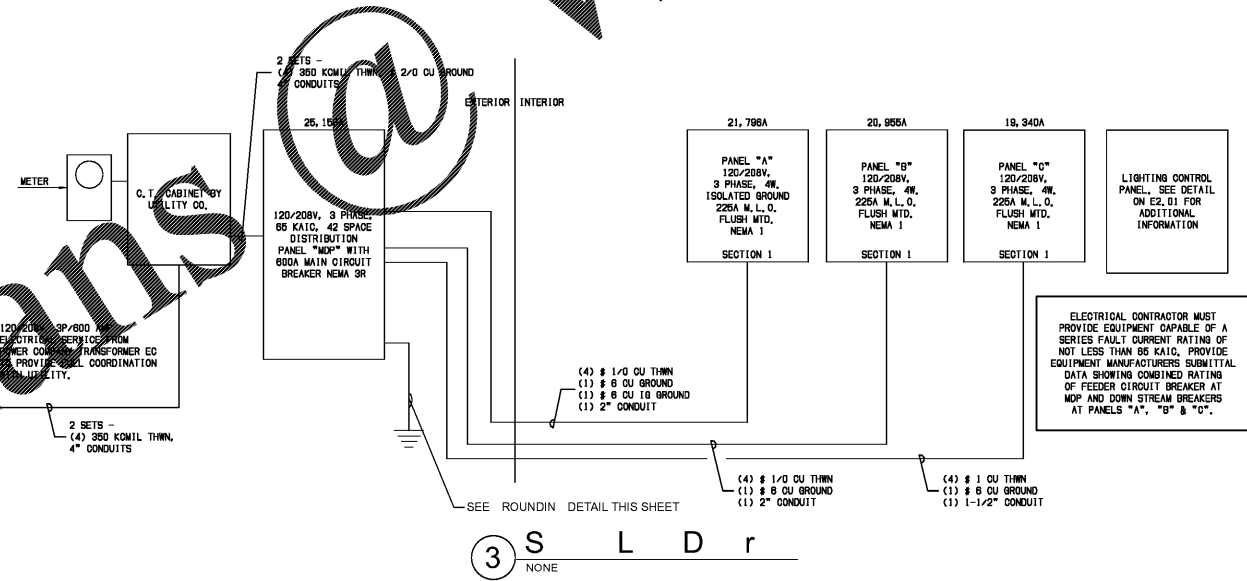 2 SETS -
(4) 350 KCMIL THWN, 2/0 CU GROUND
4" CONDUITS
EXTERIOR INTERIOR
METER
C.T. CABINET BY
UTILITY CO.
120/208V, 3 PHASE,
65 KAIC, 42 SPACE
DISTRIBUTION
PANEL "MDP" WITH
600A MAIN CIRCUIT
BREAKER NEMA 3R
21,796A
PANEL "A"
120/208V,
3 PHASE, 4W.
ISOLATED GROUND
225A M.L.O.
FLUSH MTD.
NEMA 1
SECTION 1
20,955A
PANEL "B"
120/208V,
3 PHASE, 4W.
225A M.L.O.
FLUSH MTD.
NEMA 1
SECTION 1
19,340A
PANEL "C"
120/208V,
3 PHASE, 4W.
225A M.L.O.
FLUSH MTD.
NEMA 1
SECTION 1
LIGHTING CONTROL
PANEL, SEE DETAIL
ON E2.01 FOR
ADDITIONAL
INFORMATION
ELECTRICAL CONTRACTOR MUST
PROVIDE EQUIPMENT CAPABLE OF A
SERIES FAULT CURRENT RATING OF
NOT LESS THAN 65 KAIC. PROVIDE
EQUIPMENT MANUFACTURERS SUBMITTAL
DATA SHOWING COMBINED RATING
OF FEEDER CIRCUIT BREAKER AT
MDP AND DOWN STREAM BREAKERS
AT PANELS "A", "B" & "C".
120/208V, 3P/600
ELECTRICAL SERVICE FROM
POWER COMPANY TRANSFORMER EC
TO PROVIDE FULL COORDINATION
WITH UTILITY.
2 SETS -
(4) 350 KCMIL THWN,
4" CONDUITS
(4) # 1/0 CU THWN
(1) # 6 CU GROUND
(1) # 6 CU IG GROUND
(1) 2" CONDUIT
(4) # 1/0 CU THWN
(1) # 6 CU GROUND
(1) 2" CONDUIT
(4) # 1 CU THWN
(1) # 6 CU GROUND
(1) 1-1/2" CONDUIT
SEE ROUNDIN DETAIL THIS SHEET
3 S L D r
NONE
ans @